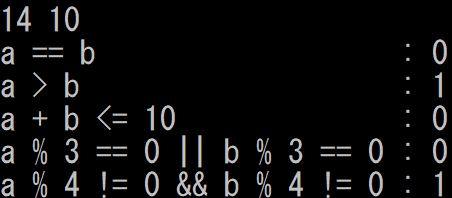 14 10
a == b : 0
a > b : 1
a + b <= 10 : 0
a % 3 == 0 || b % 3 == 0 : 0
a % 4 != 0 && b % 4 != 0 : 1